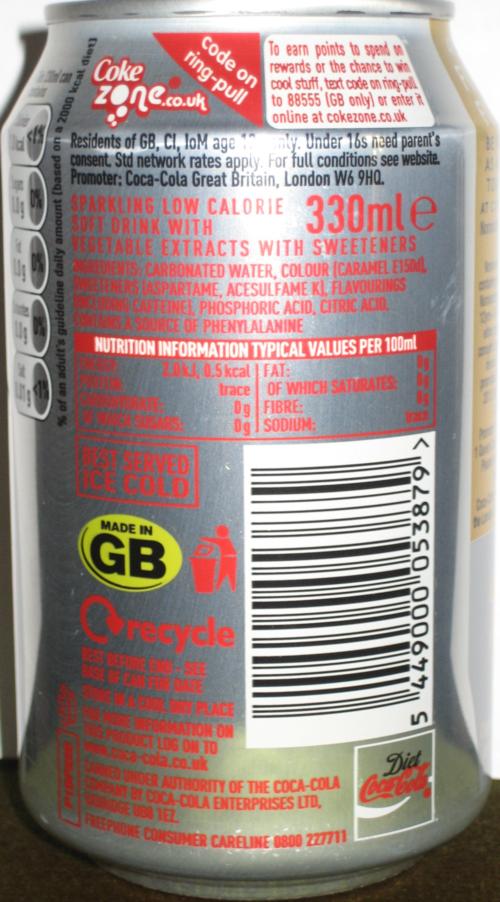 Coke
zone.co.uk
code on
ring-pull
To earn points to spend on
rewards or the chance to win
cool stuff, text code on ring-pull
to 88555 (GB only) or enter it
online at cokezone.co.uk
Residents of GB, CI, IoM age only. Under 16s need parent's
consent. Std network rates apply. For full conditions see website.
Promoter: Coca-Cola Great Britain, London W6 9HQ.
SPARKLING LOW CALORIE
SOFT DRINK WITH
VEGETABLE EXTRACTS WITH SWEETENERS
330ml e
INGREDIENTS: CARBONATED WATER, COLOUR (CARAMEL E150d),
SWEETENERS (ASPARTAME, ACESULFAME K), FLAVOURINGS
(INCLUDING CAFFEINE), PHOSPHORIC ACID, CITRIC ACID.
CONTAINS A SOURCE OF PHENYLALANINE
NUTRITION INFORMATION TYPICAL VALUES PER 100ml
ENERGY: 2.0kJ, 0.5kcal
PROTEIN: trace
CARBOHYDRATE: 0g
OF WHICH SUGARS: 0g
FAT: 0g
OF WHICH SATURATES: 0g
FIBRE: 0g
SODIUM: trace
% of an adult's guideline daily amount (based on a 2000 kcal diet)
<1%
0%
0%
0%
<1%
BEST SERVED
ICE COLD
MADE IN
GB
recycle
BEST BEFORE END - SEE
BASE OF CAN FOR DATE
STORE IN A COOL DRY PLACE
FOR MORE INFORMATION ON
THIS PRODUCT LOG ON TO
www.coca-cola.co.uk
CANNED UNDER AUTHORITY OF THE COCA-COLA
COMPANY BY COCA-COLA ENTERPRISES LTD,
UXBRIDGE UB8 1EZ.
FREEPHONE CONSUMER CARELINE 0800 227711
5 449000 053879 >
Diet
Coca-Cola